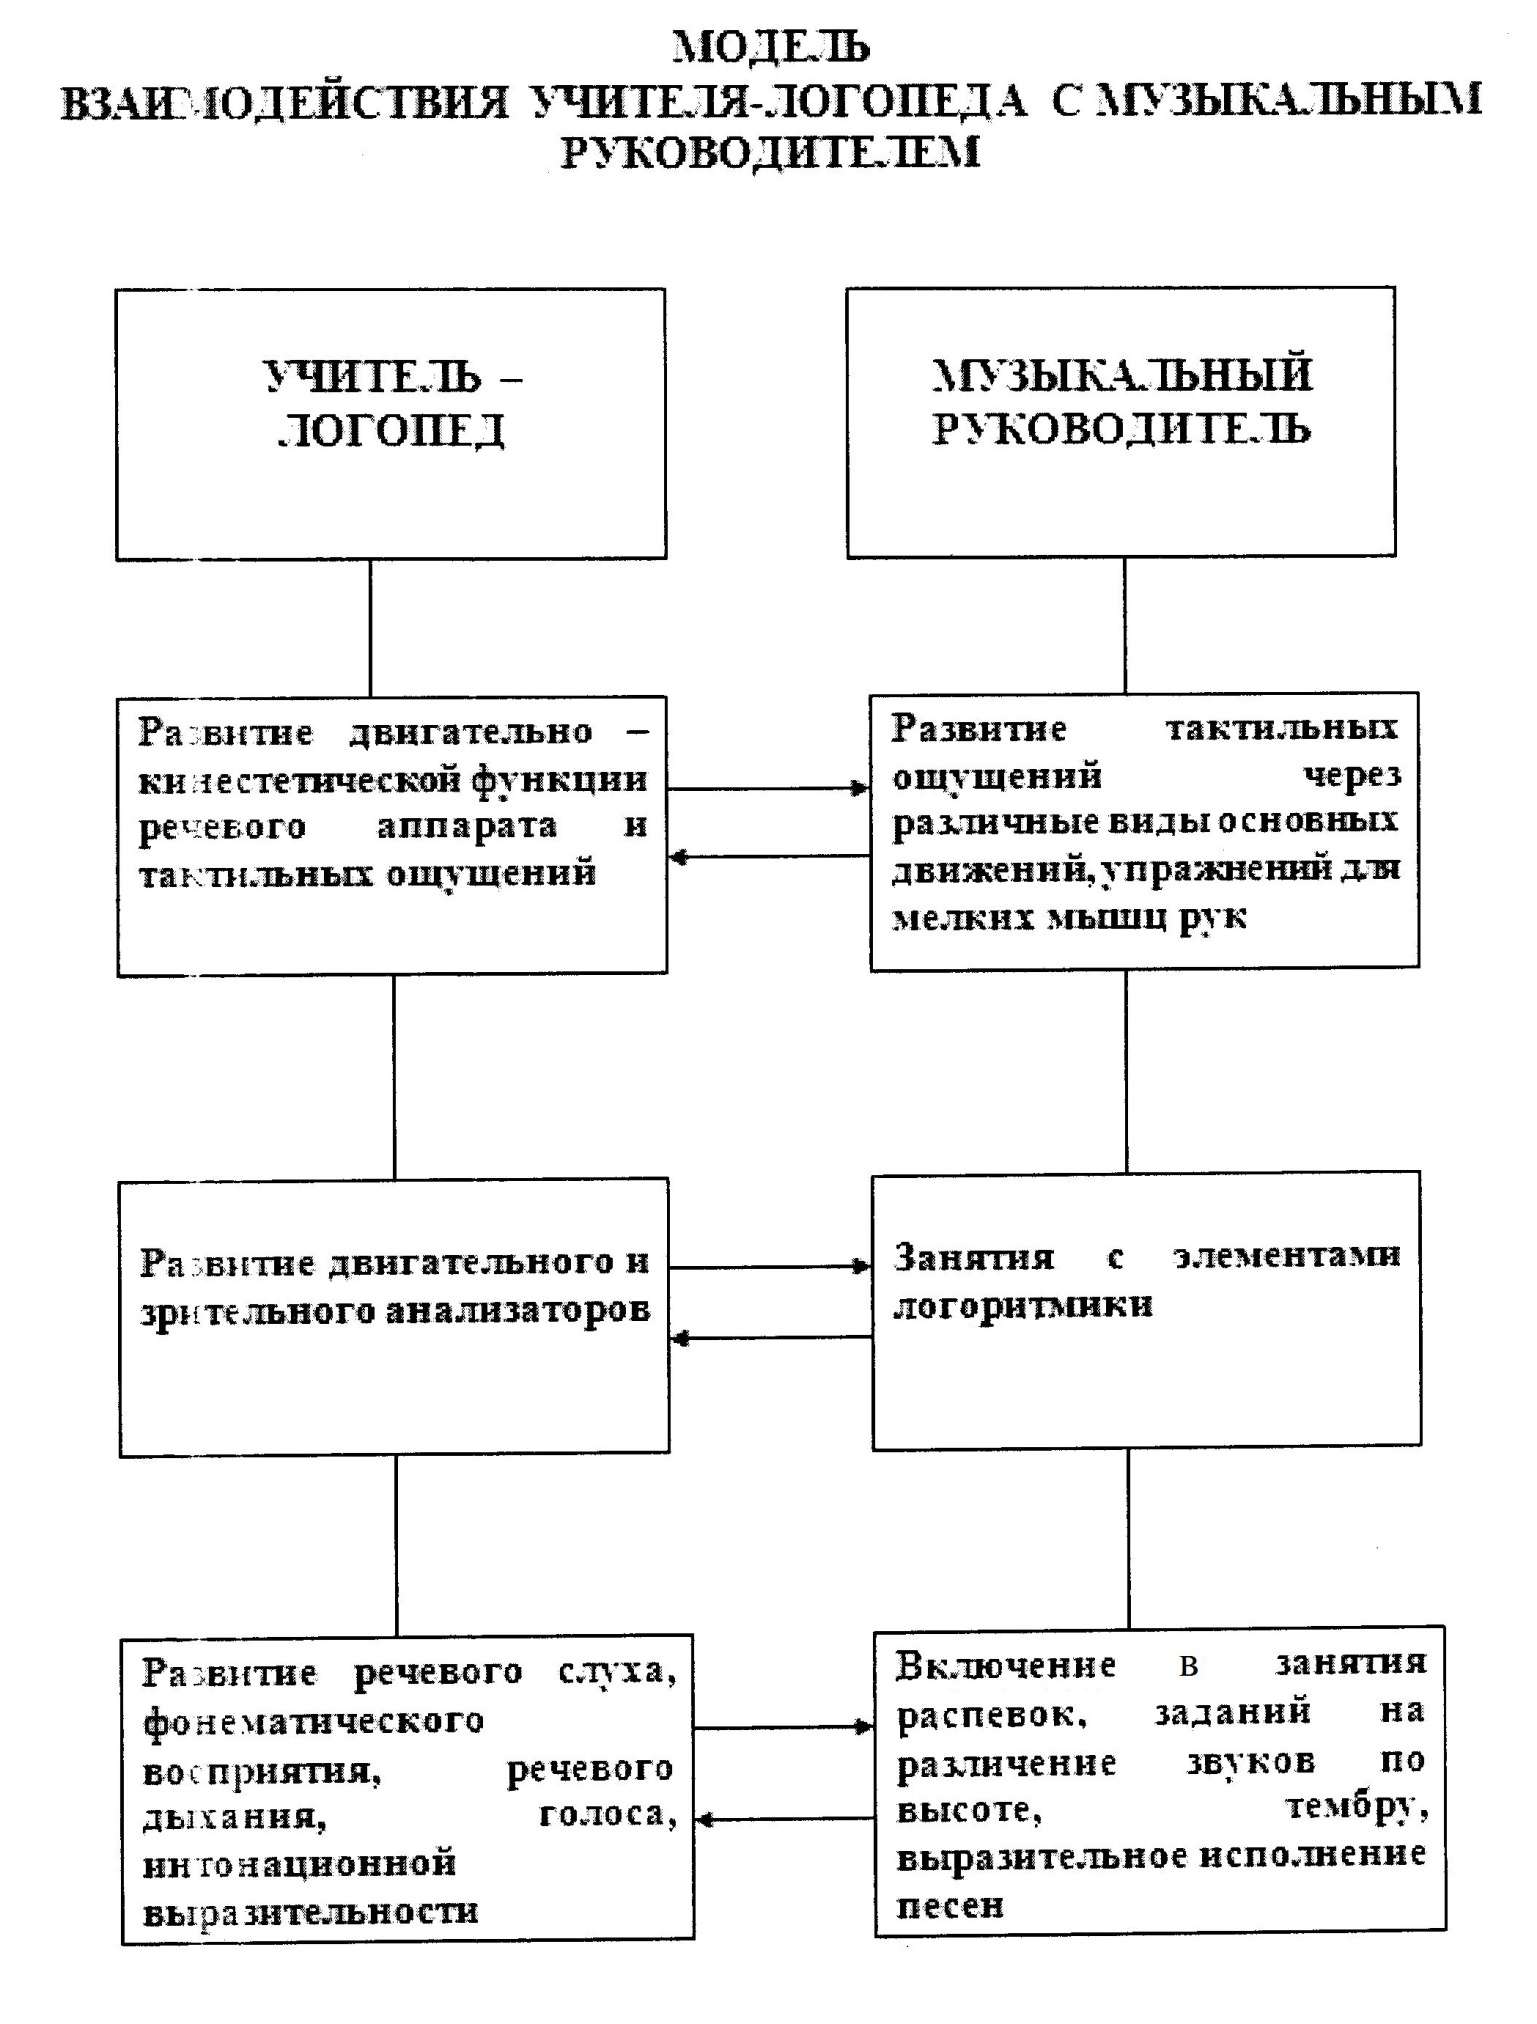 МОДЕЛЬ
ВЗАИМОДЕЙСТВИЯ УЧИТЕЛЯ-ЛОГОПЕДА С МУЗЫКАЛЬНЫМ
РУКОВОДИТЕЛЕМ
УЧИТЕЛЬ –
ЛОГОПЕД
МУЗЫКАЛЬНЫЙ
РУКОВОДИТЕЛЬ
Развитие двигательно –
кинестетической функции
речевого аппарата и
тактильных ощущений
Развитие тактильных
ощущений через
различные виды основных
движений, упражнений для
мелких мышц рук
Развитие двигательного и
зрительного анализаторов
Занятия с элементами
логоритмики
Развитие речевого слуха,
фонематического
восприятия, речевого
дыхания, голоса,
интонационной
выразительности
Включение в занятия
распевок, заданий на
различение звуков по
высоте, тембру,
выразительное исполнение
песен